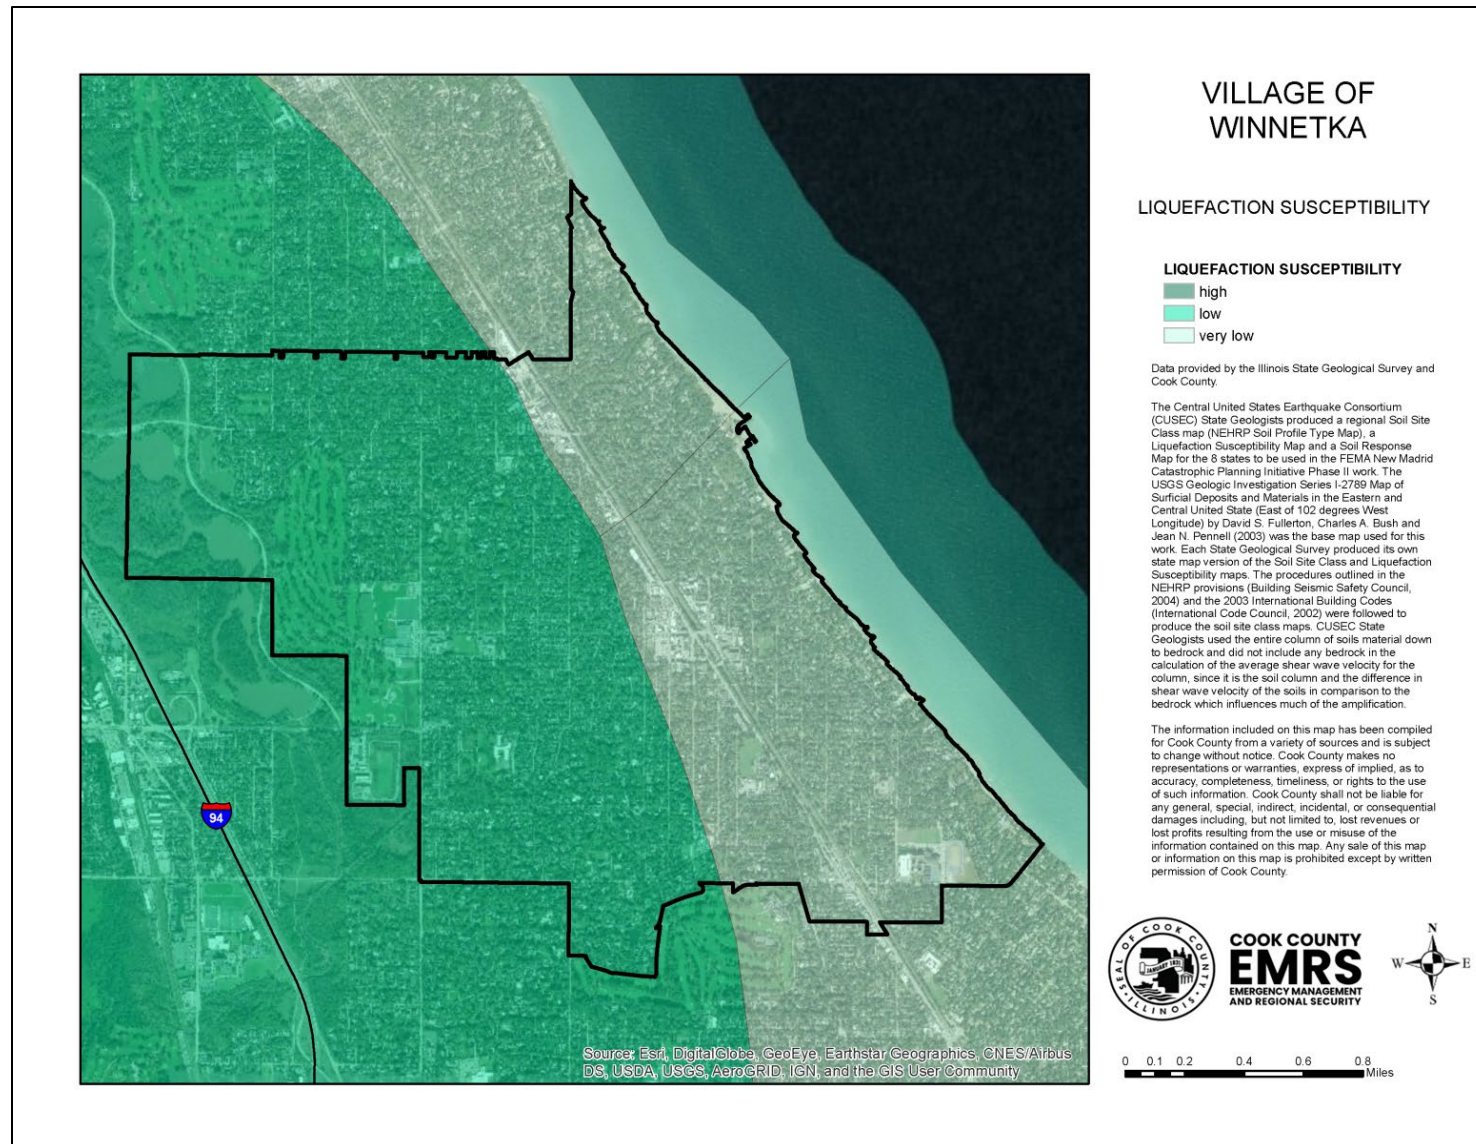 VILLAGE OF
WINNETKA
LIQUEFACTION SUSCEPTIBILITY
LIQUEFACTION SUSCEPTIBILITY
high
low
very low
Data provided by the Illinois State Geological Survey and
Cook County.
The Central United States Earthquake Consortium
(CUSEC) State Geologists produced a regional Soil Site
Class map (NEHRP Soil Profile Type Map), a
Liquefaction Susceptibility Map and a Soil Response
Map for the 8 states to be used in the FEMA New Madrid
Catastrophic Planning Initiative Phase II work. The
USGS Geologic Investigation Series I-2789 Map of
Surficial Deposits and Materials in the Eastern and
Central United State (East of 102 degrees West
Longitude) by David S. Fullerton, Charles A. Bush and
Jean N. Pennell (2003) was the base map used for this
work. Each State Geological Survey produced its own
state map version of the Soil Site Class and Liquefaction
Susceptibility maps. The procedures outlined in the
NEHRP provisions (Building Seismic Safety Council,
2004) and the 2003 International Building Codes
(International Code Council, 2002) were followed to
produce the soil site class maps. CUSEC State
Geologists used the entire column of soils material down
to bedrock and did not include any bedrock in the
calculation of the average shear wave velocity for the
column, since it is the soil column and the difference in
shear wave velocity of the soils in comparison to the
bedrock which influences much of the amplification.
The information included on this map has been compiled
for Cook County from a variety of sources and is subject
to change without notice. Cook County makes no
representations or warranties, express of implied, as to
accuracy, completeness, timeliness, or rights to the use
of such information. Cook County shall not be liable for
any general, special, indirect, incidental, or consequential
damages including, but not limited to, lost revenues or
lost profits resulting from the use or misuse of the
information contained on this map. Any sale of this map
or information on this map is prohibited except by written
permission of Cook County.
94
SEAL OF COOK COUNTY
JANUARY 1831
ILLINOIS
COOK COUNTY
EMRS
EMERGENCY MANAGEMENT
AND REGIONAL SECURITY
N
W E
S
0 0.1 0.2 0.4 0.6 0.8
Miles
Source: Esri, DigitalGlobe, GeoEye, Earthstar Geographics, CNES/Airbus
DS, USDA, USGS, AeroGRID, IGN, and the GIS User Community